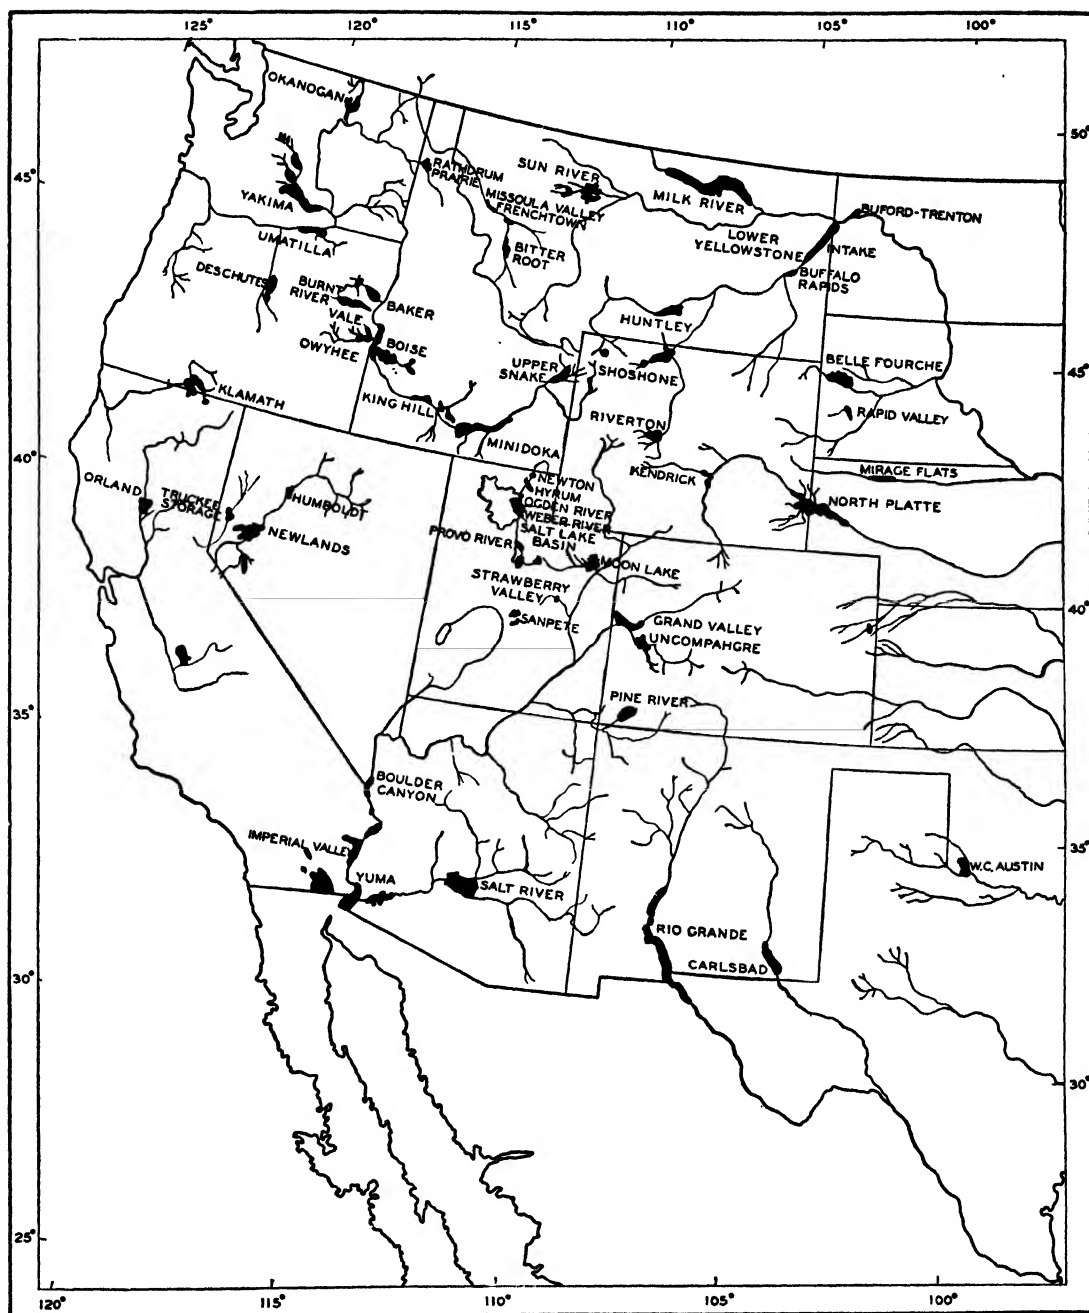 125° 120° 115° 110° 105° 100°
OKANOGAN
50°
RATHDRUM
PRAIRIE
SUN RIVER
45°
MISSOULA VALLEY
FRENCHTOWN
MILK RIVER
YAKIMA
BUFORD-TRENTON
UMATILLA
LOWER
YELLOWSTONE
INTAKE
BITTER
ROOT
DESCHUTES
BURNT
RIVER
BAKER
BUFFALO
RAPIDS
VALE
HUNTLEY
OWYHEE
BOISE
UPPER
SNAKE
SHOSHONE
BELLE FOURCHE
45°
KLAMATH
KING HILL
RAPID VALLEY
RIVERTON
MINIDOKA
40°
KENDRICK
MIRAGE FLATS
ORLAND
TRUCKEE
STORAGE
HUMBOLDT
NEWTON
HYRUM
OGDEN RIVER
WEBER RIVER
SALT LAKE
BASIN
NORTH PLATTE
NEWLANDS
PROVO RIVER
MOON LAKE
STRAWBERRY
VALLEY
40°
SANPETE
GRAND VALLEY
UNCOMPAHGRE
35°
PINE RIVER
BOULDER
CANYON
IMPERIAL VALLEY
35°
W.C. AUSTIN
YUMA
SALT RIVER
RIO GRANDE
CARLSBAD
30°
30°
25°
120° 115° 110° 105° 100°